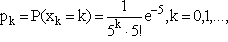 p_k = P(x_k = k) = \frac{1}{5^k \cdot 5!} e^{-5}, k = 0,1,...,